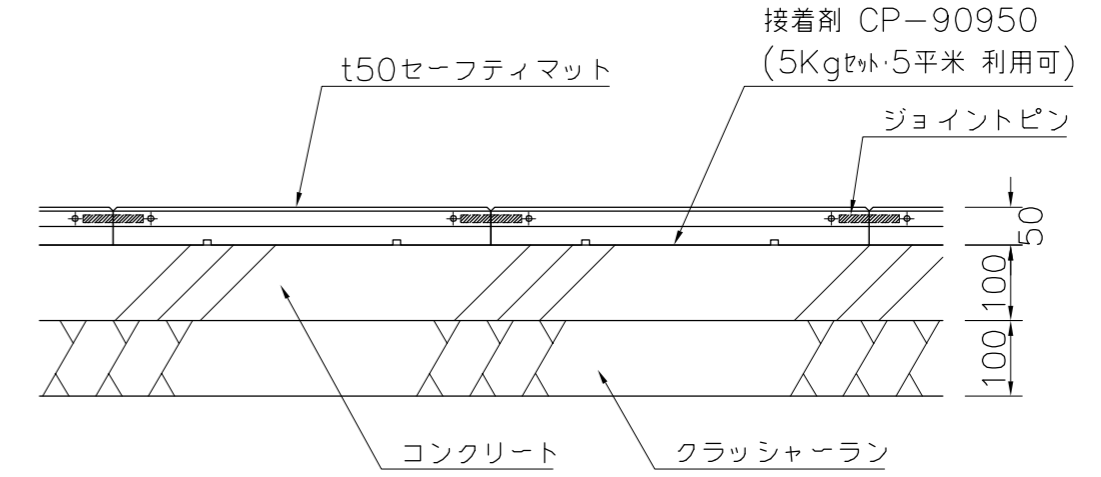 接着剤 CP-90950
(5Kgセット・5平米 利用可)
t50セーフティマット
ジョイントピン
50
100
100
コンクリート
クラッシャーラン